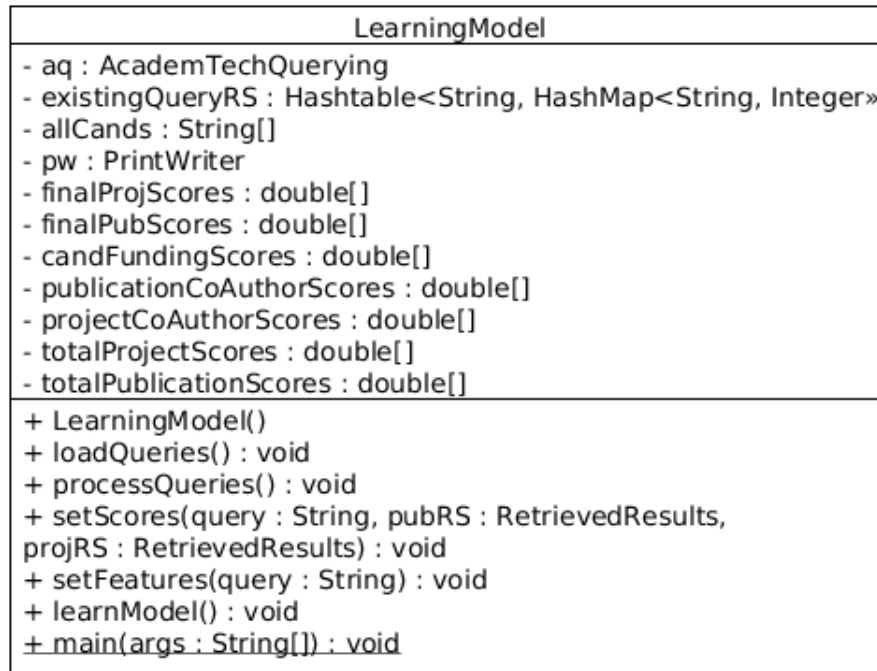 LearningModel
- aq : AcademTechQuerying
- existingQueryRS : Hashtable<String, HashMap<String, Integer»
- allCands : String[]
- pw : PrintWriter
- finalProjScores : double[]
- finalPubScores : double[]
- candFundingScores : double[]
- publicationCoAuthorScores : double[]
- projectCoAuthorScores : double[]
- totalProjectScores : double[]
- totalPublicationScores : double[]
+ LearningModel()
+ loadQueries() : void
+ processQueries() : void
+ setScores(query : String, pubRS : RetrievedResults,
projRS : RetrievedResults) : void
+ setFeatures(query : String) : void
+ learnModel() : void
+ main(args : String[]) : void